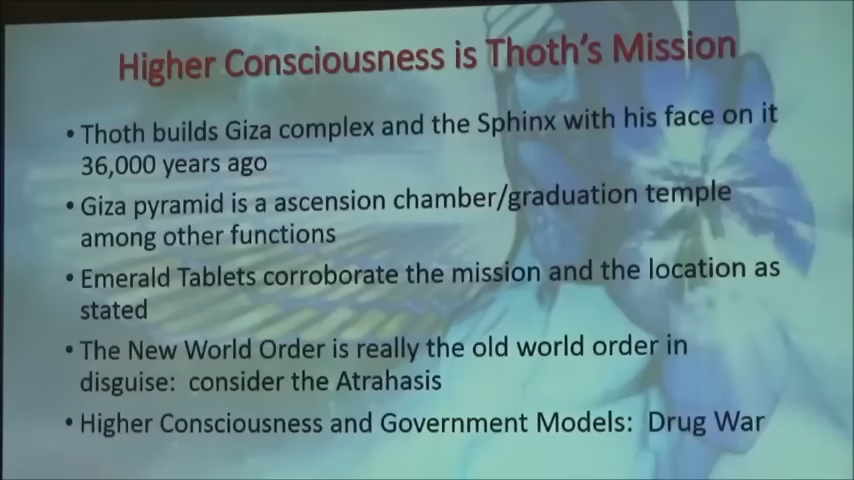 Higher Consciousness is Thoth's Mission
• Thoth builds Giza complex and the Sphinx with his face on it
36,000 years ago
• Giza pyramid is a ascension chamber/graduation temple
among other functions
• Emerald Tablets corroborate the mission and the location as
stated
• The New World Order is really the old world order in
disguise: consider the Atrahasis
• Higher Consciousness and Government Models: Drug War